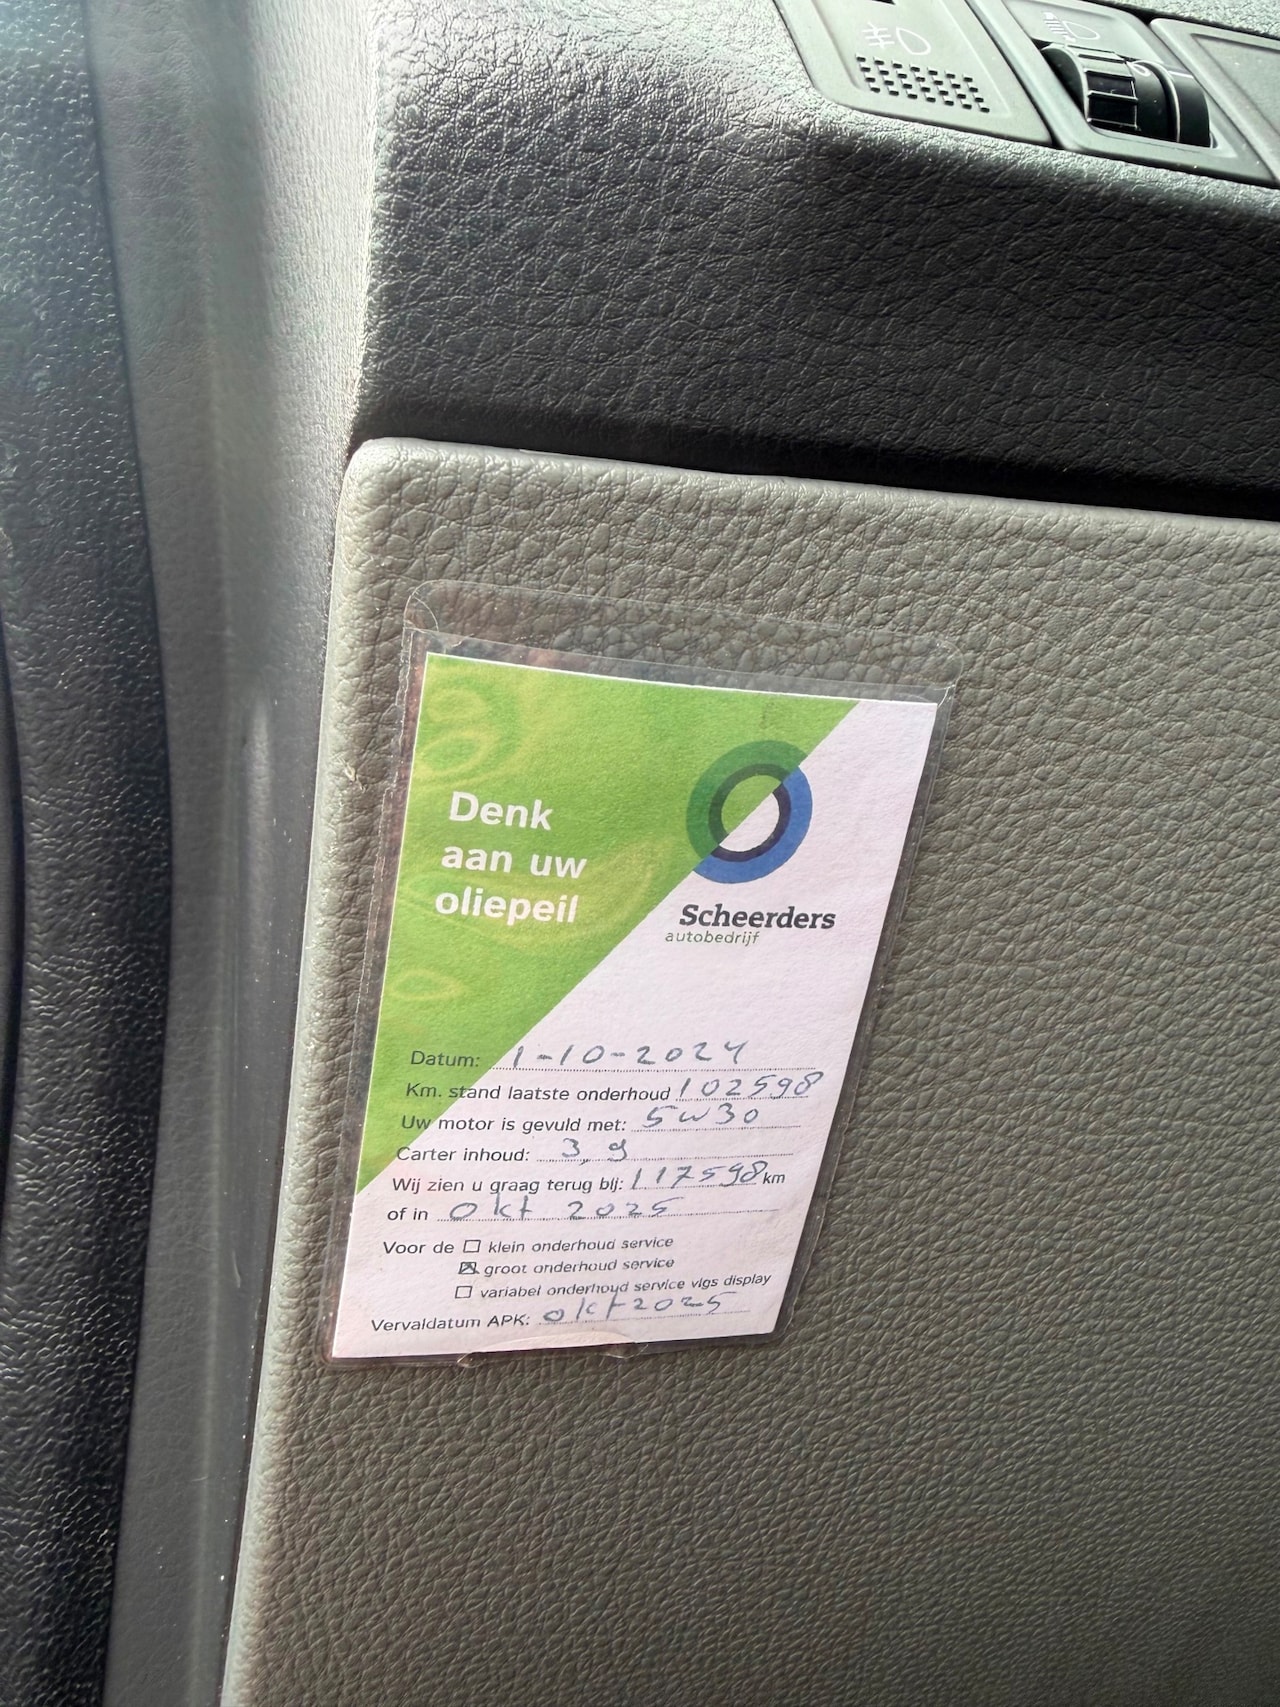 Denk
aan uw
oliepeil
Scheerders
autobedrijf
Datum: 1-10-2024
Km. stand laatste onderhoud 102598
Uw motor is gevuld met: 5W30
Carter inhoud: 3,9
Wij zien u graag terug bij: 117598 km
of in okt 2025
Voor de ☐ klein onderhoud service
☒ groot onderhoud service
☐ variabel onderhoud service vlgs display
Vervaldatum APK: okt 2025